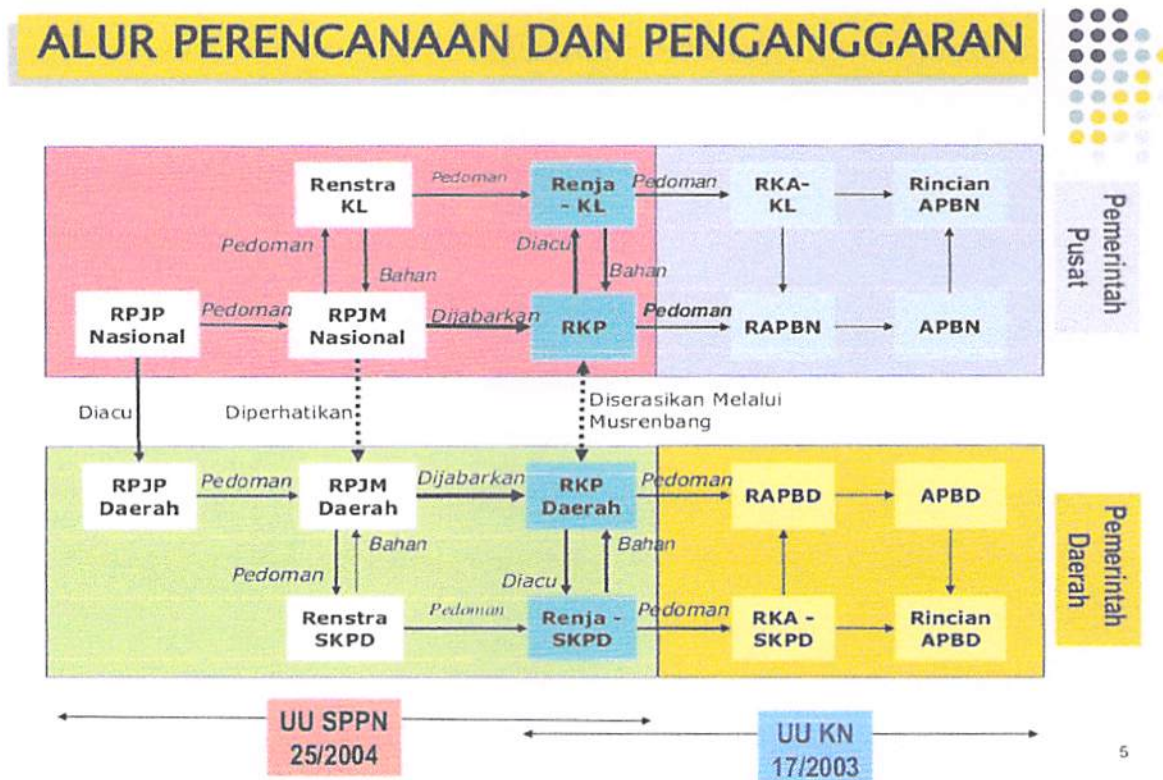 ALUR PERENCANAAN DAN PENGANGGARAN
Renstra
KL
Pedoman
Renja
- KL
Pedoman
RKA-
KL
Rincian
APBN
Pedoman
Bahan
Diacu
Bahan
RPJP
Nasional
Pedoman
RPJM
Nasional
Dijabarkan
RKP
Pedoman
RAPBN
APBN
Pemerintah
Pusat
Diacu
Diperhatikan
Diserasikan Melalui
Musrenbang
RPJP
Daerah
Pedoman
RPJM
Daerah
Dijabarkan
RKP
Daerah
Pedoman
RAPBD
APBD
Pedoman
Bahan
Diacu
Bahan
Renstra
SKPD
Pedoman
Renja -
SKPD
Pedoman
RKA -
SKPD
Rincian
APBD
Pemerintah
Daerah
UU SPPN
25/2004
UU KN
17/2003
5